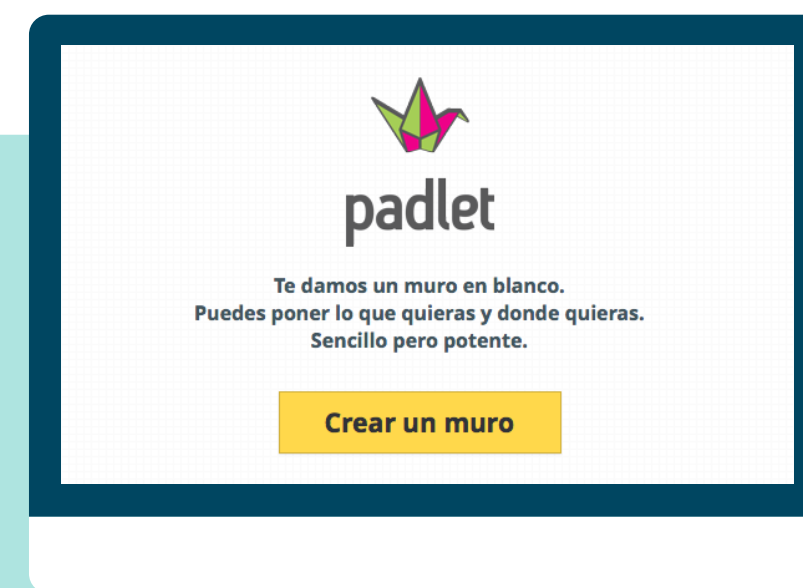 padlet
Te damos un muro en blanco.
Puedes poner lo que quieras y donde quieras.
Sencillo pero potente.
Crear un muro